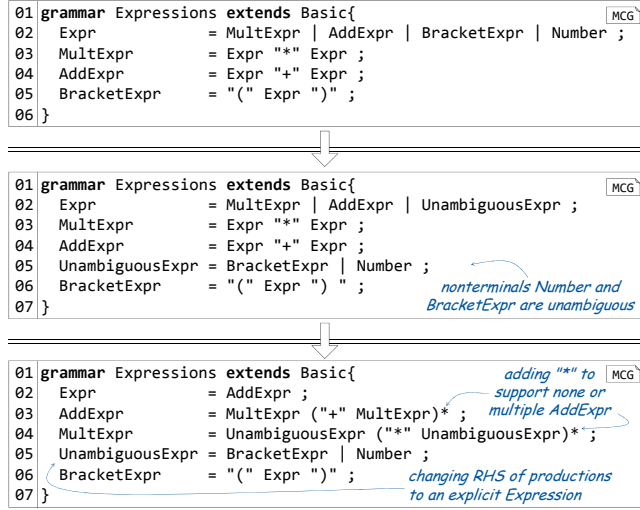 01 grammar Expressions extends Basic{ MCG
02 Expr = MultExpr | AddExpr | BracketExpr | Number ;
03 MultExpr = Expr "*" Expr ;
04 AddExpr = Expr "+" Expr ;
05 BracketExpr = "(" Expr ")" ;
06 }
01 grammar Expressions extends Basic{ MCG
02 Expr = MultExpr | AddExpr | UnambiguousExpr ;
03 MultExpr = Expr "*" Expr ;
04 AddExpr = Expr "+" Expr ;
05 UnambiguousExpr = BracketExpr | Number ;
06 BracketExpr = "(" Expr ") " ;
07 }
nonterminals Number and
BracketExpr are unambiguous
01 grammar Expressions extends Basic{ MCG
02 Expr = AddExpr ;
03 AddExpr = MultExpr ("+" MultExpr)* ;
04 MultExpr = UnambiguousExpr ("*" UnambiguousExpr)* ;
05 UnambiguousExpr = BracketExpr | Number ;
06 BracketExpr = "(" Expr ")" ;
07 }
adding "*" to
support none or
multiple AddExpr
changing RHS of productions
to an explicit Expression